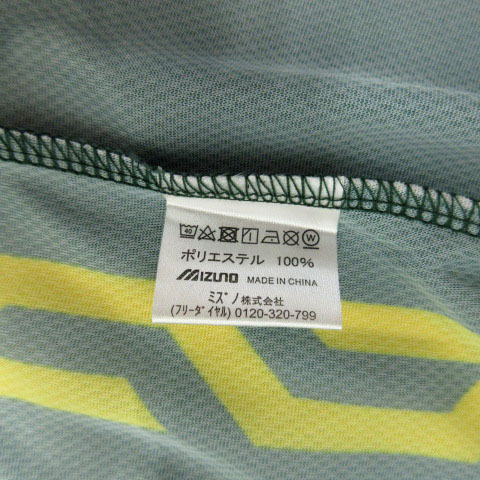 40 W
ポリエステル 100%
MIZUNO MADE IN CHINA
ミズノ株式会社
(フリーダイヤル) 0120-320-799